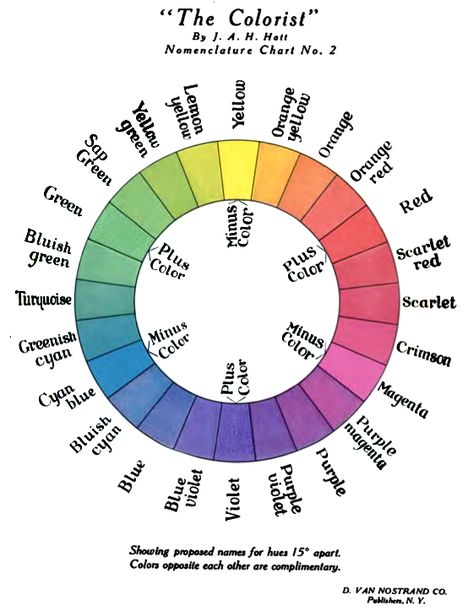 "The Colorist"
By J. A. H. Hatt
Nomenclature Chart No. 2
Yellow
Orange
yellow
Orange
Orange
red
Red
Scarlet
red
Scarlet
Crimson
Magenta
Purple
magenta
Purple
Purple
violet
Violet
Blue
violet
Blue
Bluish
cyan
Cyan
blue
Greenish
cyan
Turquoise
Bluish
green
Green
Sap
Green
Yellow
green
Lemon
yellow
Minus
Color
Plus
Color
Minus
Color
Plus
Color
Minus
Color
Plus
Color
Showing proposed names for hues 15° apart.
Colors opposite each other are complimentary.
D. VAN NOSTRAND CO.
Publishers, N. Y.